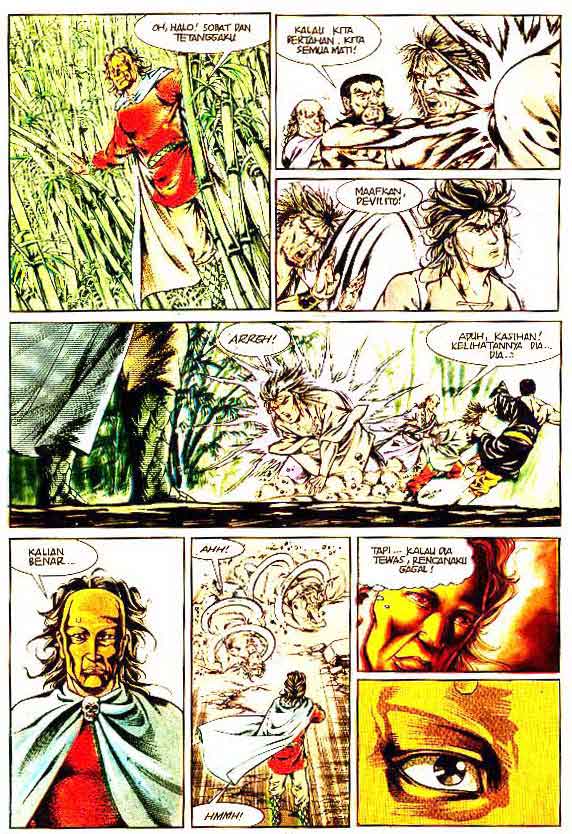 OH, HALO! SOBAT DAN
TETANGGAKU
KALAU KITA
BERTAHAN, KITA
SEMUA MATI!
MAAFKAN,
DEVILITO!
ARRGH!
ADUH, KASIHAN!
KELIHATANNYA DIA...
DIA...
KALIAN
BENAR...
AHH!
HMMH!
TAPI... KALAU DIA
TEWAS, RENCANAKU
GAGAL!